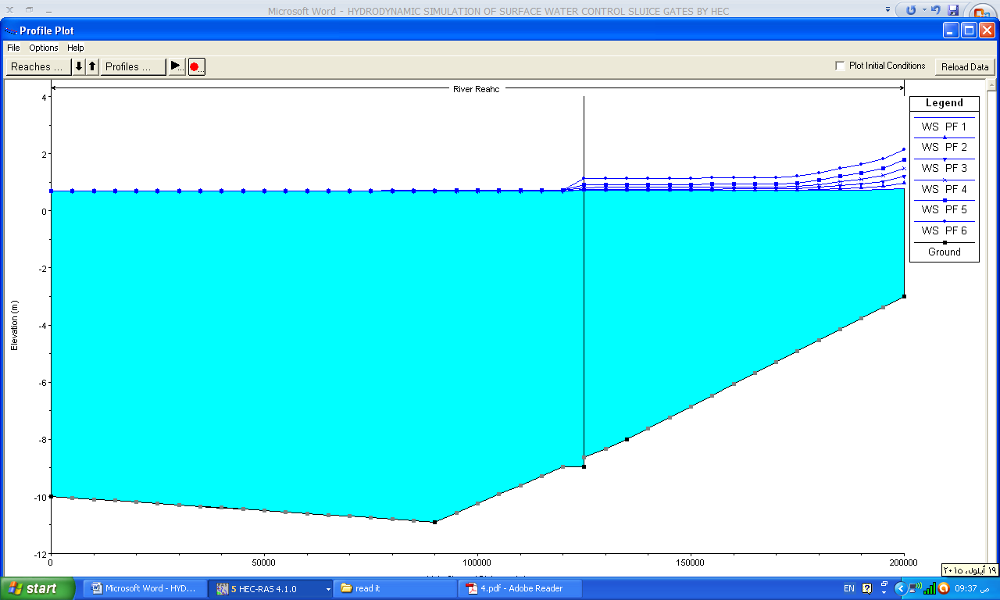 Microsoft Word - HYDRODYNAMIC SIMULATION OF SURFACE WATER CONTROL SLUICE GATES BY HEC
Profile Plot
File Options Help
Reaches ... Profiles ... Plot Initial Conditions Reload Data
River Reahc
Legend
WS PF 1
WS PF 2
WS PF 3
WS PF 4
WS PF 5
WS PF 6
Ground
4
2
0
-2
-4
-6
-8
-10
-12
Elevation (m)
0 50000 100000 150000 200000
١٩ أيلول، ٢٠١٥
start Microsoft Word - HYD... 5 HEC-RAS 4.1.0 read it 4.pdf - Adobe Reader EN 09:37 ص